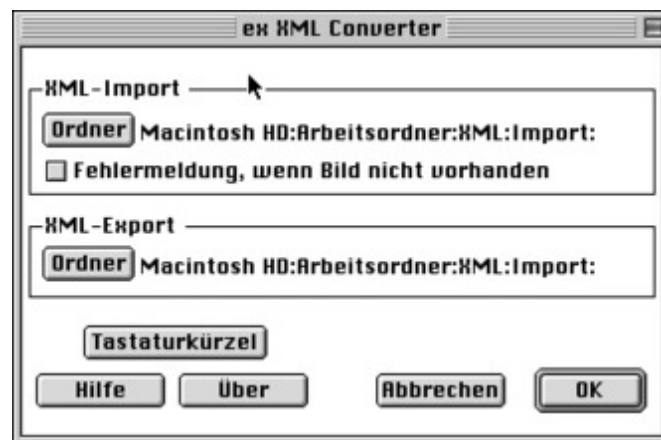 ex XML Converter
XML-Import
Ordner Macintosh HD:Arbeitsordner:XML:Import:
Fehlermeldung, wenn Bild nicht vorhanden
XML-Export
Ordner Macintosh HD:Arbeitsordner:XML:Import:
Tastaturkürzel
Hilfe Über Abbrechen OK